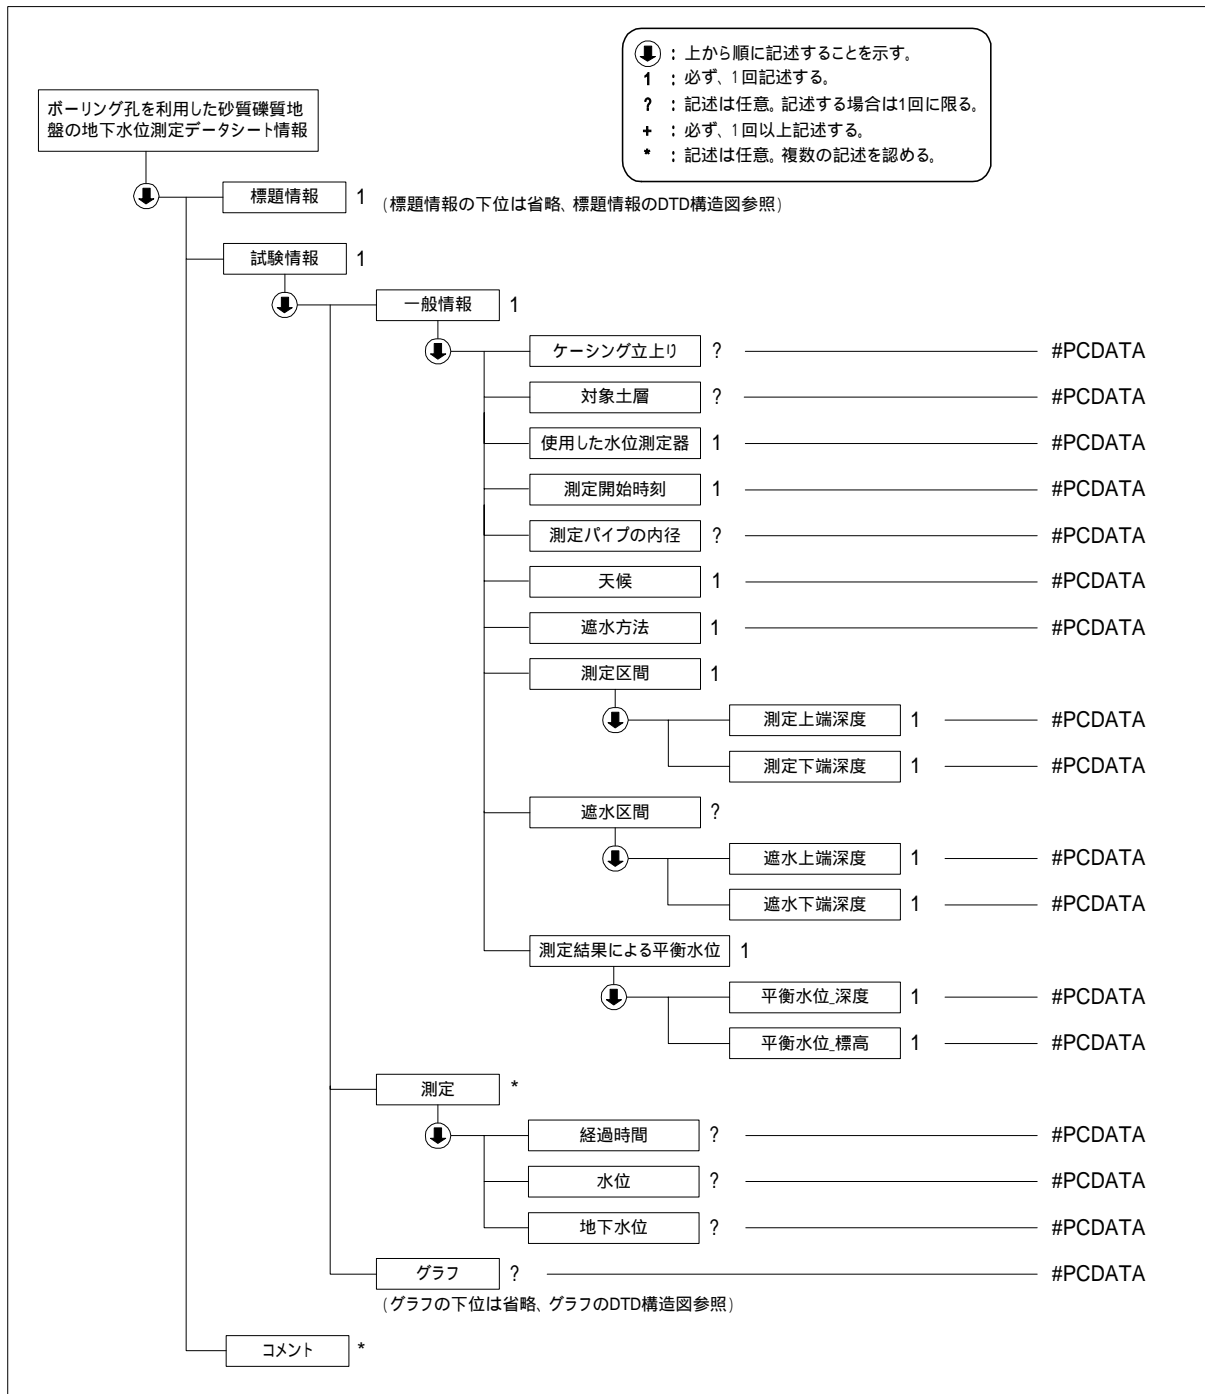 : 上から順に記述することを示す。
1 : 必ず、1回記述する。
? : 記述は任意。記述する場合は1回に限る。
+ : 必ず、1回以上記述する。
* : 記述は任意。複数の記述を認める。
ボーリング孔を利用した砂質礫質地
盤の地下水位測定データシート情報
標題情報 1 (標題情報の下位は省略、標題情報のDTD構造図参照)
試験情報 1
一般情報 1
ケーシング立上り ? #PCDATA
対象土層 ? #PCDATA
使用した水位測定器 1 #PCDATA
測定開始時刻 1 #PCDATA
測定パイプの内径 ? #PCDATA
天候 1 #PCDATA
遮水方法 1 #PCDATA
測定区間 1
測定上端深度 1 #PCDATA
測定下端深度 1 #PCDATA
遮水区間 ?
遮水上端深度 1 #PCDATA
遮水下端深度 1 #PCDATA
測定結果による平衡水位 1
平衡水位_深度 1 #PCDATA
平衡水位_標高 1 #PCDATA
測定 *
経過時間 ? #PCDATA
水位 ? #PCDATA
地下水位 ? #PCDATA
グラフ ? #PCDATA
(グラフの下位は省略、グラフのDTD構造図参照)
コメント *